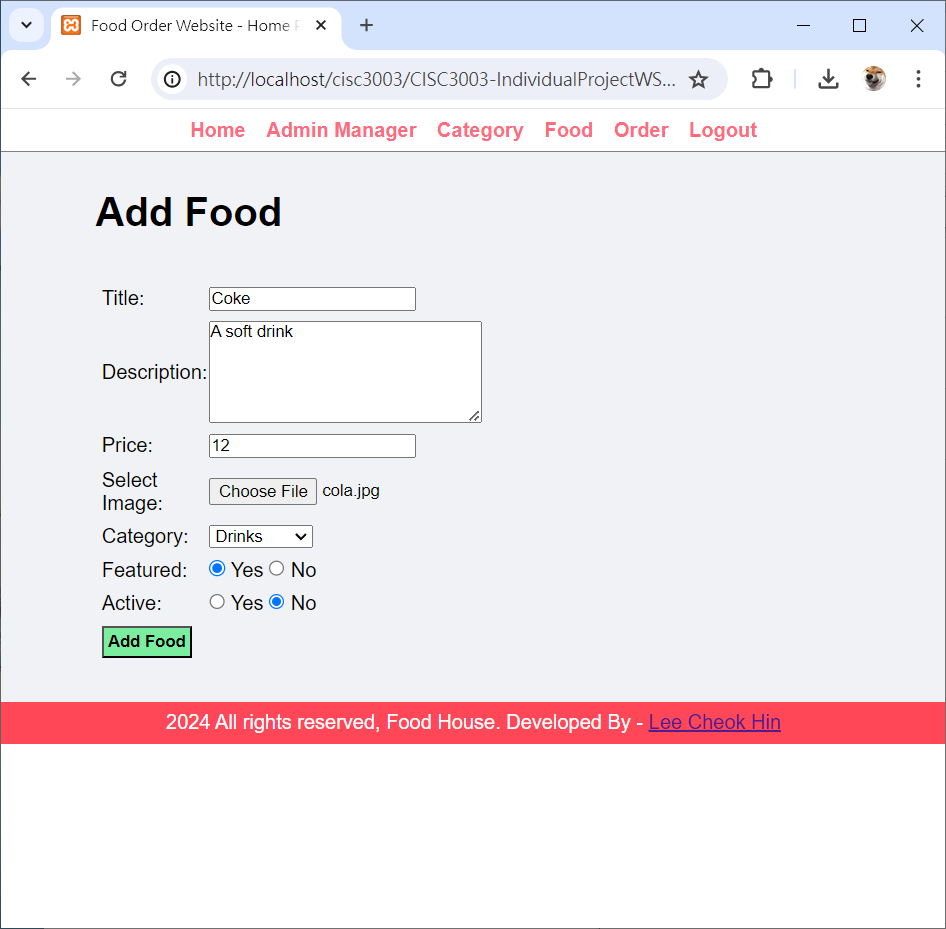 Food Order Website - Home
http://localhost/cisc3003/CISC3003-IndividualProjectWS...
Home Admin Manager Category Food Order Logout
Add Food
Title: Coke
Description: A soft drink
Price: 12
Select Image: Choose File cola.jpg
Category: Drinks
Featured: Yes No
Active: Yes No
Add Food
2024 All rights reserved, Food House. Developed By - Lee Cheok Hin